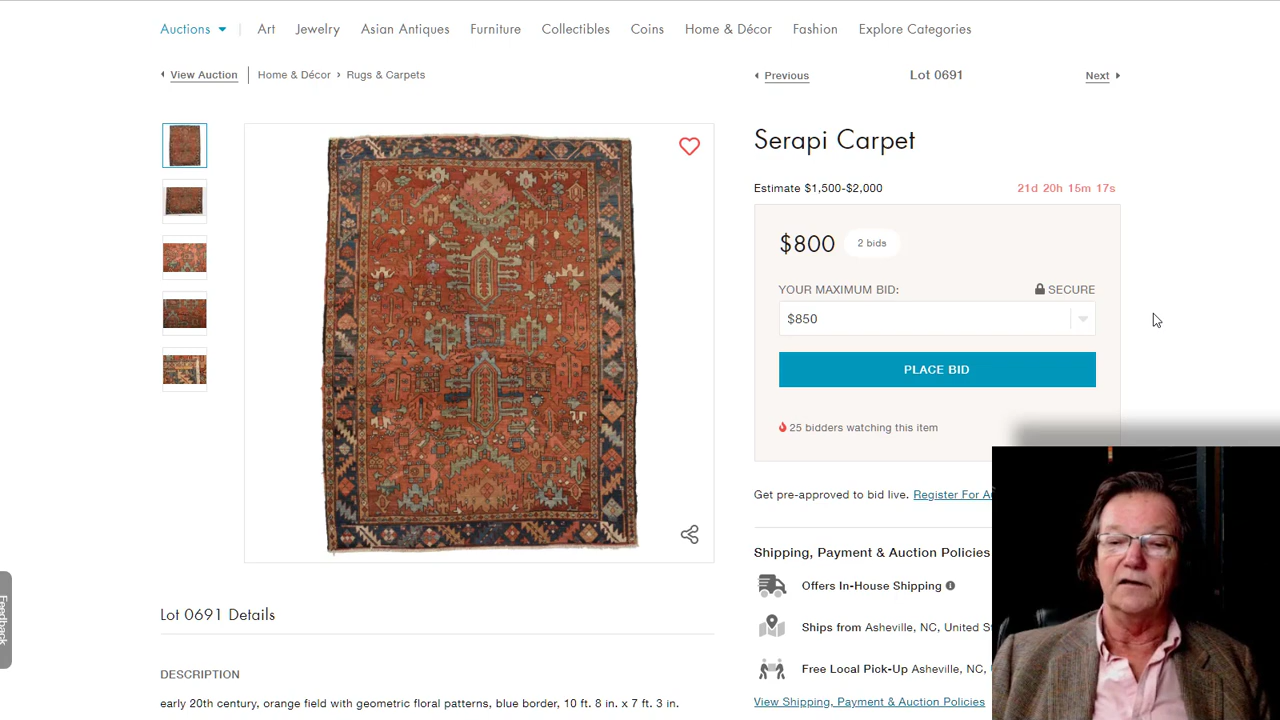 Auctions Art Jewelry Asian Antiques Furniture Collectibles Coins Home & Décor Fashion Explore Categories
View Auction Home & Décor › Rugs & Carpets Previous Lot 0691 Next
Serapi Carpet
Estimate $1,500-$2,000 21d 20h 15m 17s
$800 2 bids
YOUR MAXIMUM BID: SECURE
$850
PLACE BID
25 bidders watching this item
Get pre-approved to bid live. Register For
Shipping, Payment & Auction Policies
Offers In-House Shipping
Ships from Asheville, NC, United
Free Local Pick-Up Asheville, NC,
View Shipping, Payment & Auction Policies
Feedback
Lot 0691 Details
DESCRIPTION
early 20th century, orange field with geometric floral patterns, blue border, 10 ft. 8 in. x 7 ft. 3 in.